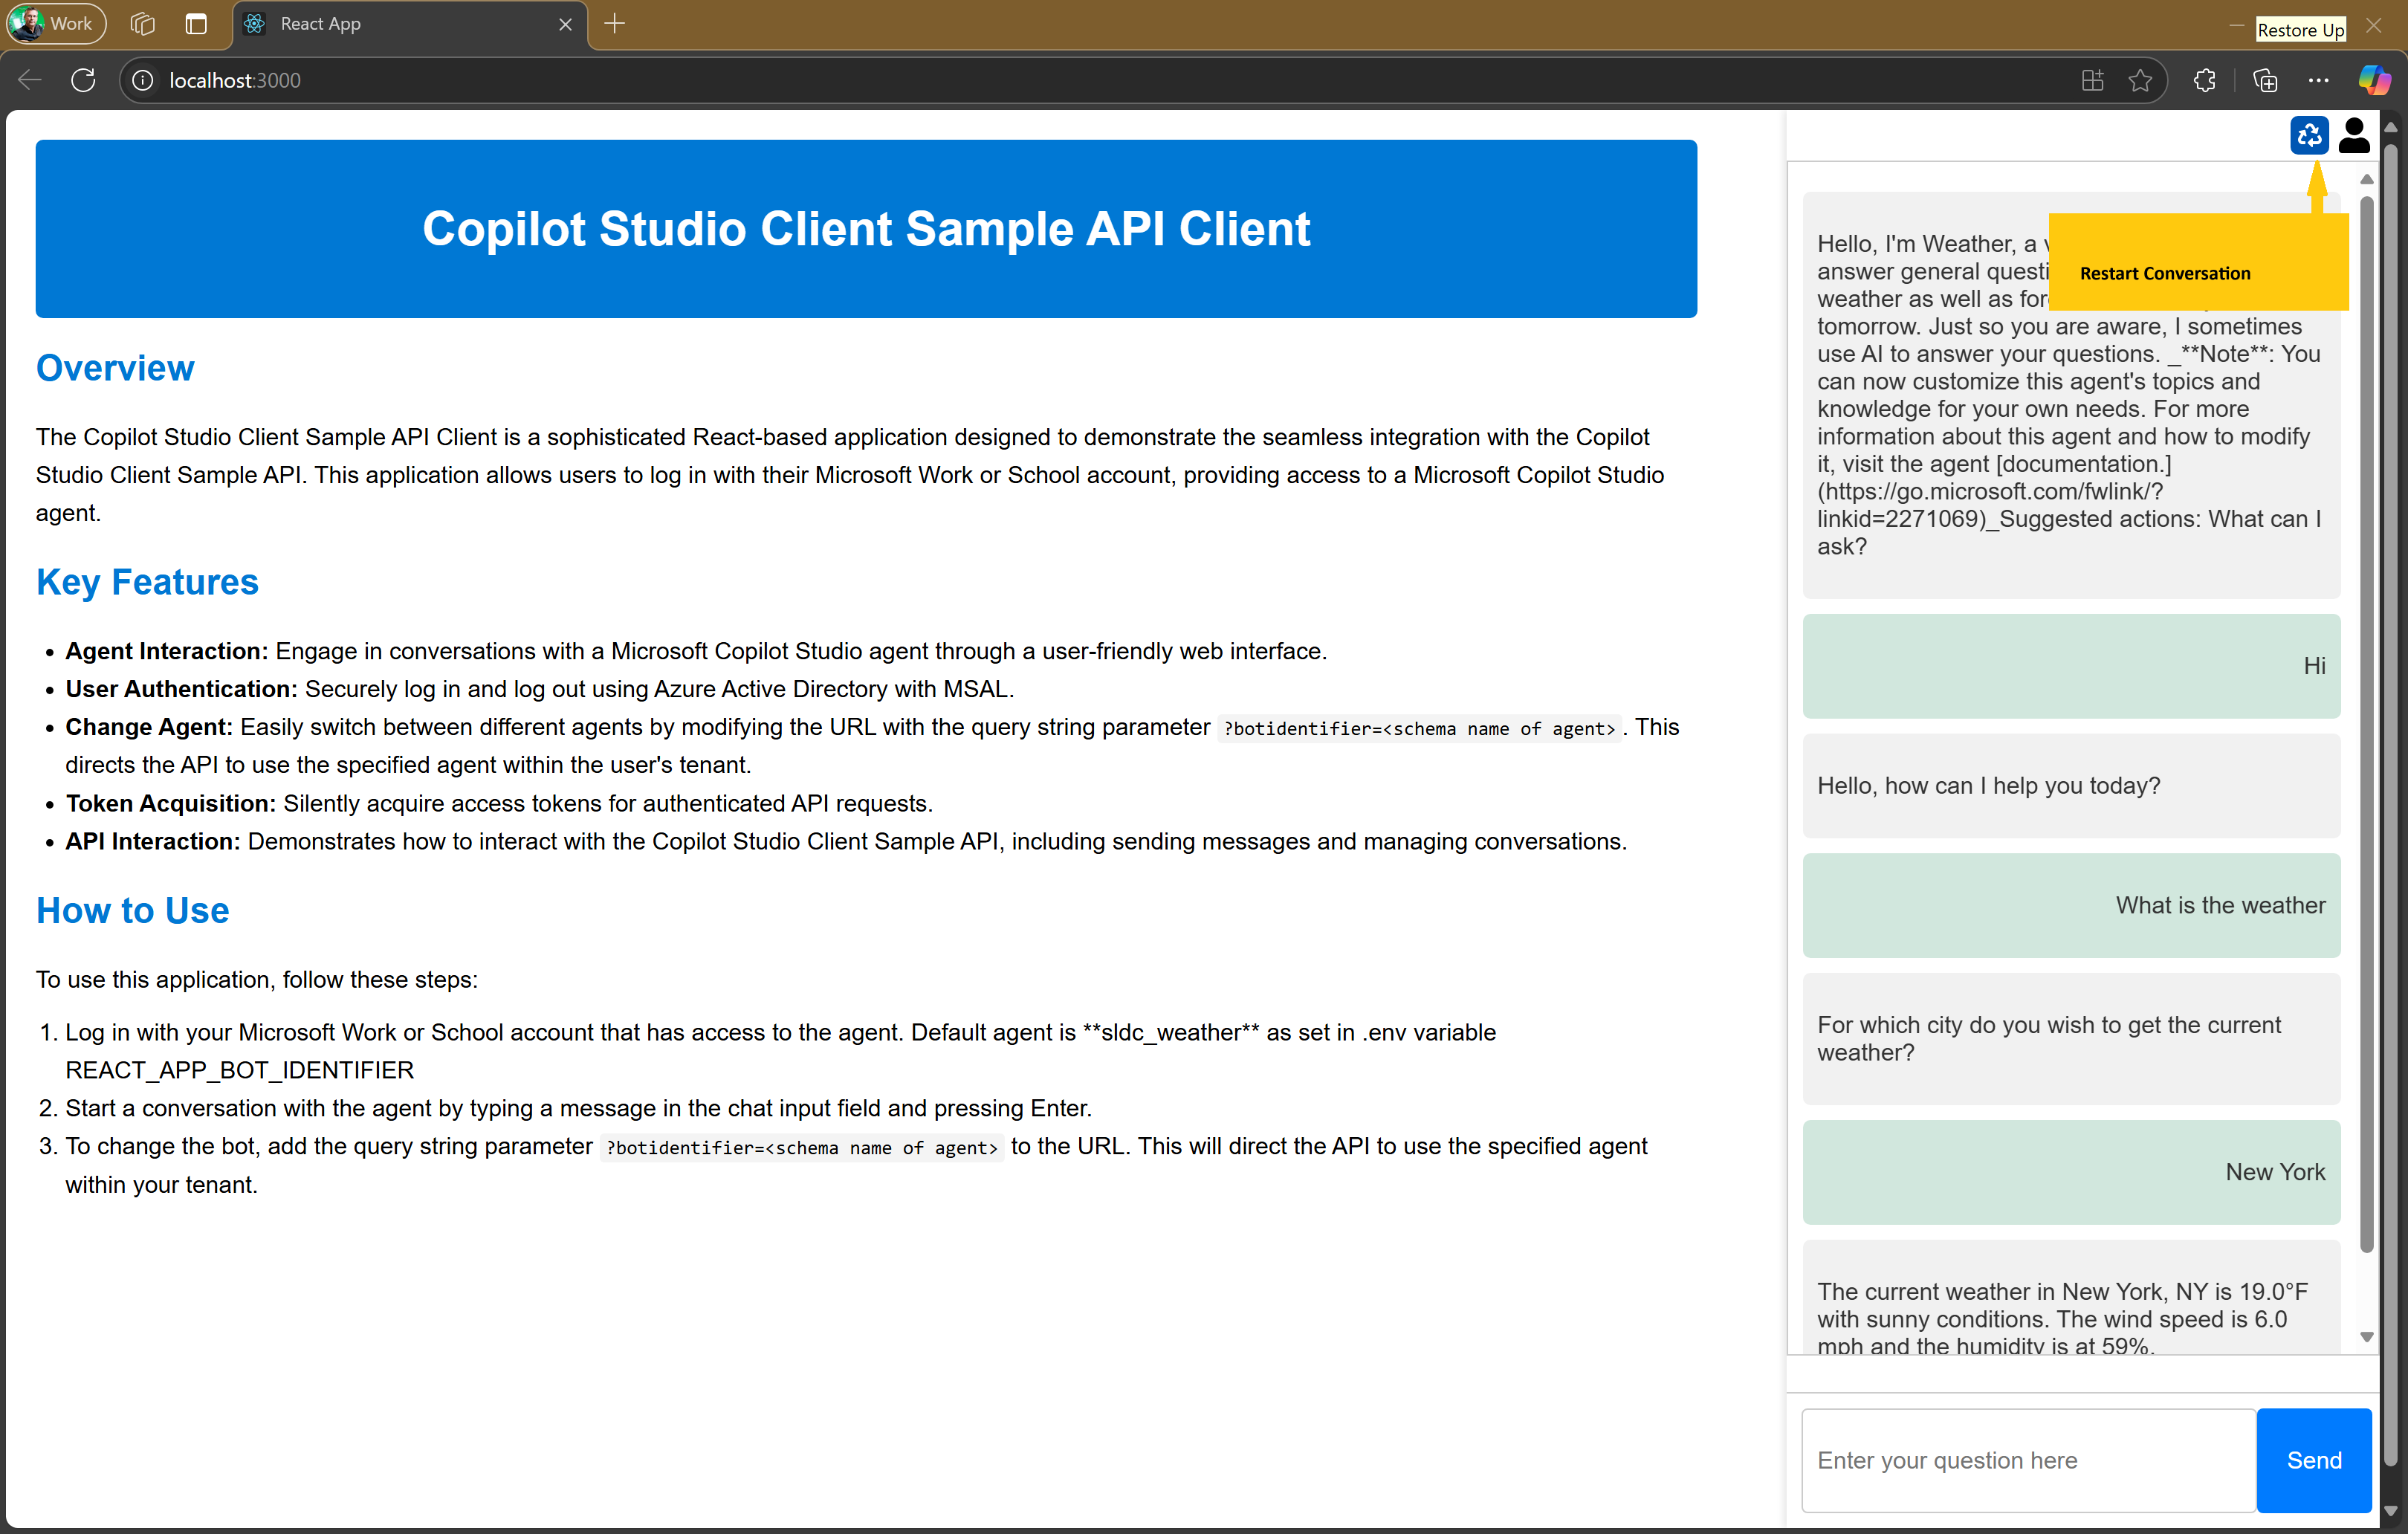 Work
React App
Restore Up
localhost:3000
Copilot Studio Client Sample API Client
Overview
The Copilot Studio Client Sample API Client is a sophisticated React-based application designed to demonstrate the seamless integration with the Copilot
Studio Client Sample API. This application allows users to log in with their Microsoft Work or School account, providing access to a Microsoft Copilot Studio
agent.
Key Features
• Agent Interaction: Engage in conversations with a Microsoft Copilot Studio agent through a user-friendly web interface.
• User Authentication: Securely log in and log out using Azure Active Directory with MSAL.
• Change Agent: Easily switch between different agents by modifying the URL with the query string parameter ?botidentifier=<schema name of agent>. This
directs the API to use the specified agent within the user's tenant.
• Token Acquisition: Silently acquire access tokens for authenticated API requests.
• API Interaction: Demonstrates how to interact with the Copilot Studio Client Sample API, including sending messages and managing conversations.
How to Use
To use this application, follow these steps:
1. Log in with your Microsoft Work or School account that has access to the agent. Default agent is **sldc_weather** as set in .env variable
REACT_APP_BOT_IDENTIFIER
2. Start a conversation with the agent by typing a message in the chat input field and pressing Enter.
3. To change the bot, add the query string parameter ?botidentifier=<schema name of agent> to the URL. This will direct the API to use the specified agent
within your tenant.
Restart Conversation
Hello, I'm Weather, a
answer general
weather as well as
tomorrow. Just so you are aware, I sometimes
use AI to answer your questions. _**Note**: You
can now customize this agent's topics and
knowledge for your own needs. For more
information about this agent and how to modify
it, visit the agent [documentation.]
(https://go.microsoft.com/fwlink/?
linkid=2271069)_Suggested actions: What can I
ask?
Hi
Hello, how can I help you today?
What is the weather
For which city do you wish to get the current
weather?
New York
The current weather in New York, NY is 19.0°F
with sunny conditions. The wind speed is 6.0
mph and the humidity is at 59%.
Enter your question here
Send